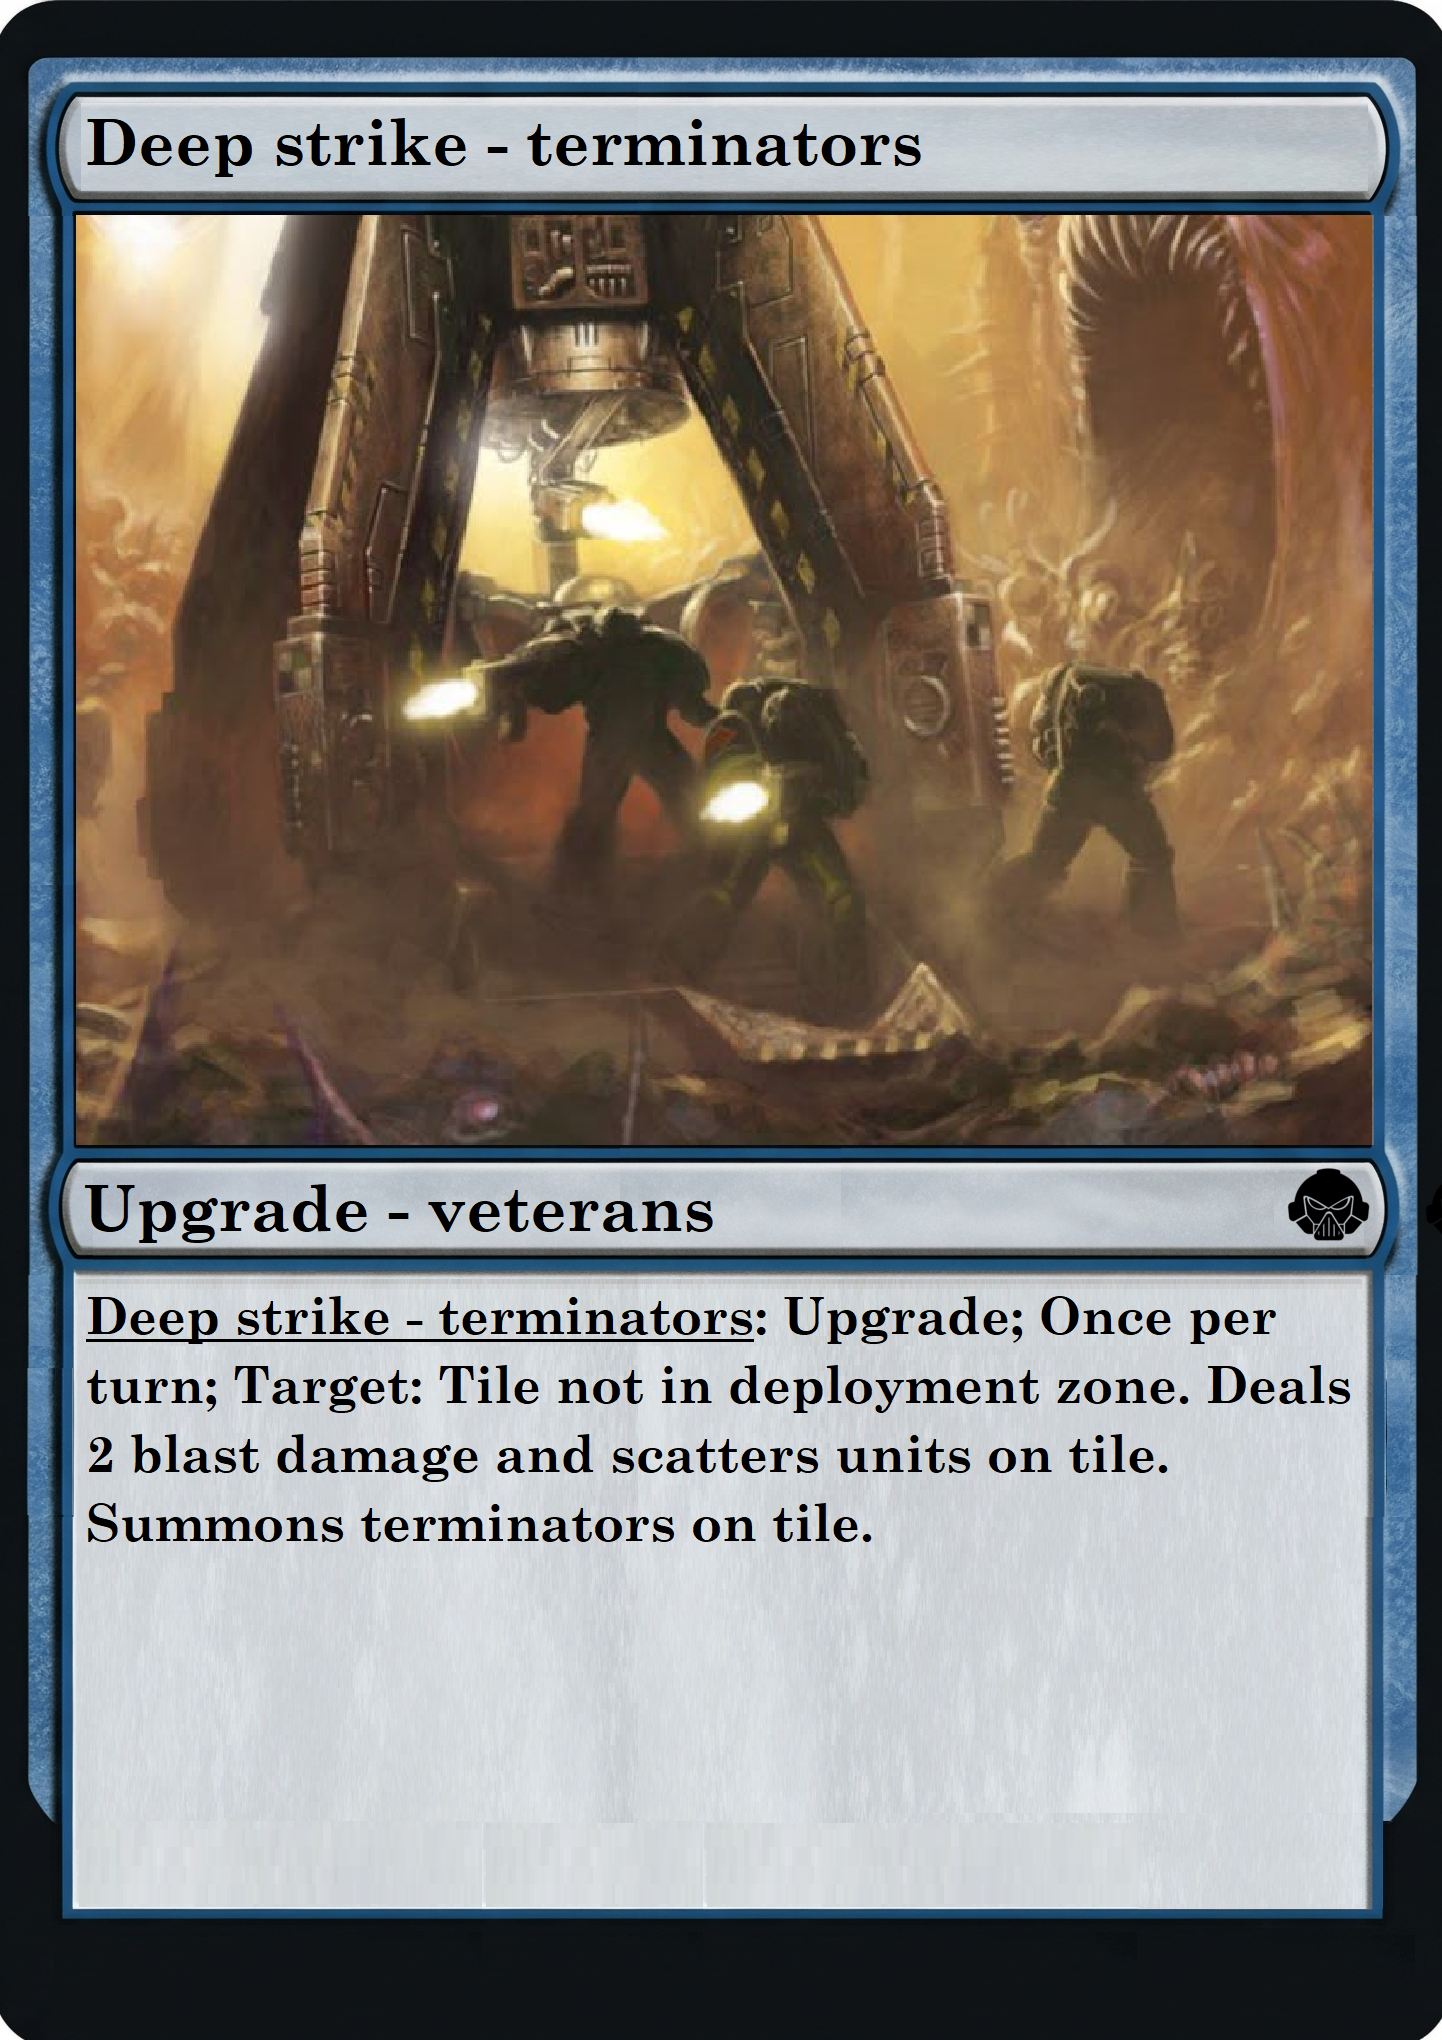 Deep strike - terminators
Upgrade - veterans
Deep strike - terminators: Upgrade; Once per
turn; Target: Tile not in deployment zone. Deals
2 blast damage and scatters units on tile.
Summons terminators on tile.